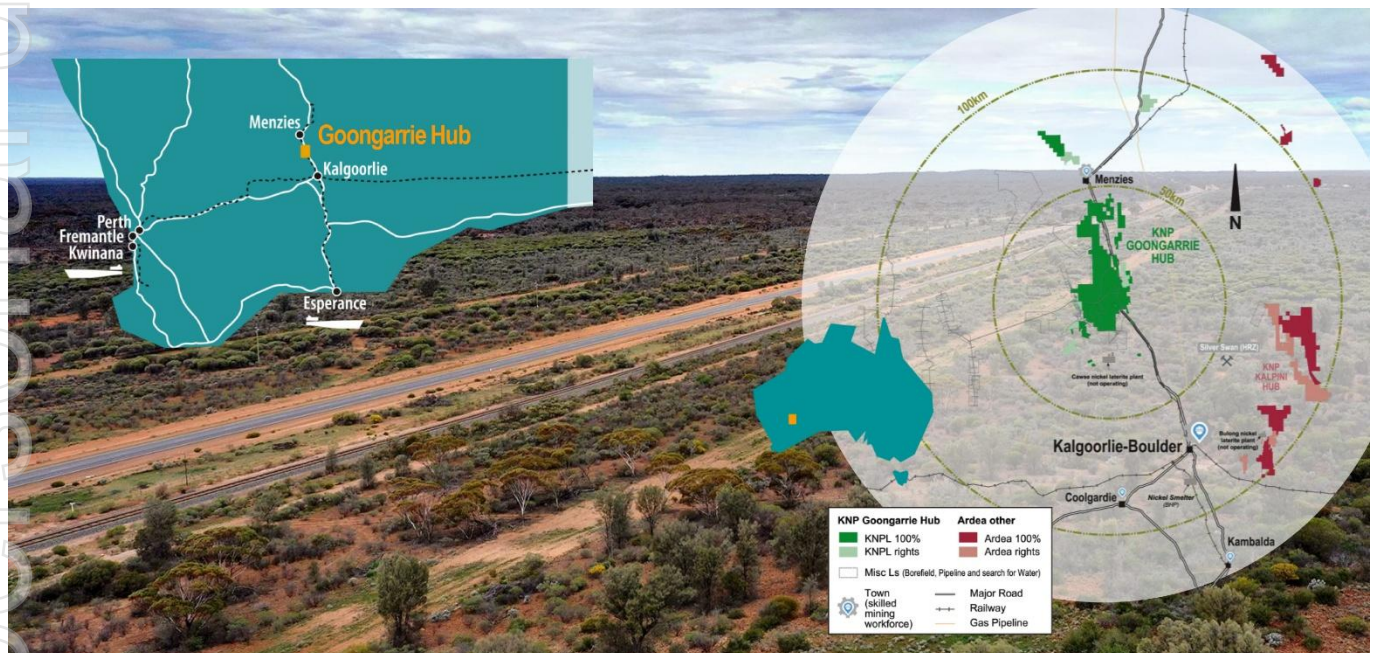 Menzies
Goongarrie Hub
Kalgoorlie
Perth
Fremantle
Kwinana
Esperance
100km
Menzies
50km
N
KNP
GOONGARRIE
HUB
Silver Swan (HRZ)
KNP
KALPINI
HUB
Cawse nickel laterite plant
(not operating)
Bulong nickel
laterite plant
(not operating)
Kalgoorlie-Boulder
Coolgardie
Nickel Smelter
(BHP)
Kambalda
KNP Goongarrie Hub
KNPL 100%
KNPL rights
Ardea other
Ardea 100%
Ardea rights
Misc Ls (Borefield, Pipeline and search for Water)
Town
(skilled
mining
workforce)
Major Road
Railway
Gas Pipeline